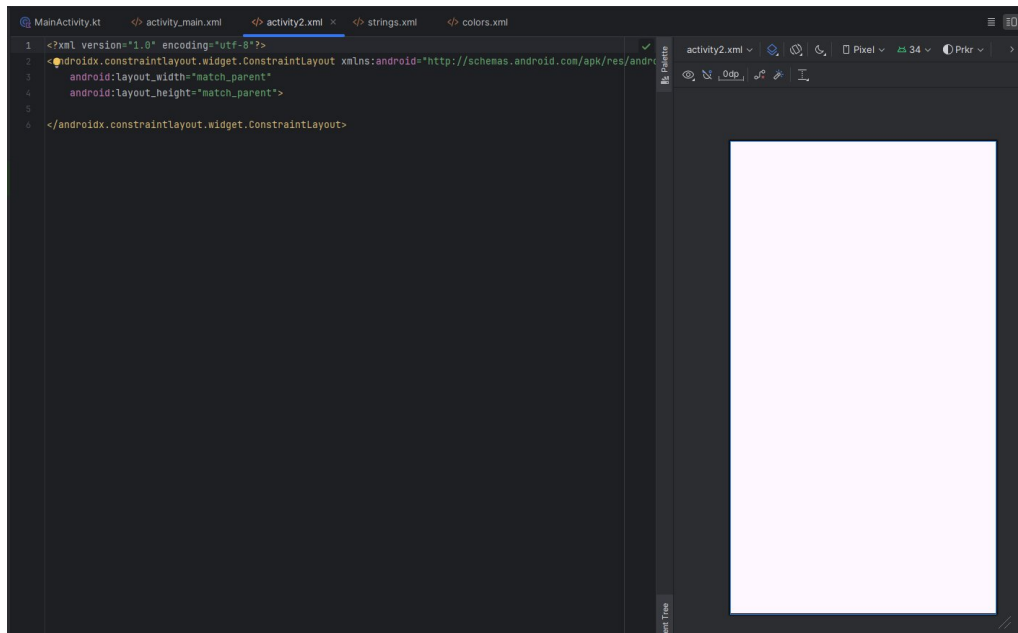 MainActivity.kt </> activity_main.xml </> activity2.xml × </> strings.xml </> colors.xml
1 <?xml version="1.0" encoding="utf-8"?>
2 <androidx.constraintlayout.widget.ConstraintLayout xmlns:android="http://schemas.android.com/apk/res/andro
3 android:layout_width="match_parent"
4 android:layout_height="match_parent">
5
6 </androidx.constraintlayout.widget.ConstraintLayout>
Palette
activity2.xml Pixel 34 Prkr
0dp
ent Tree